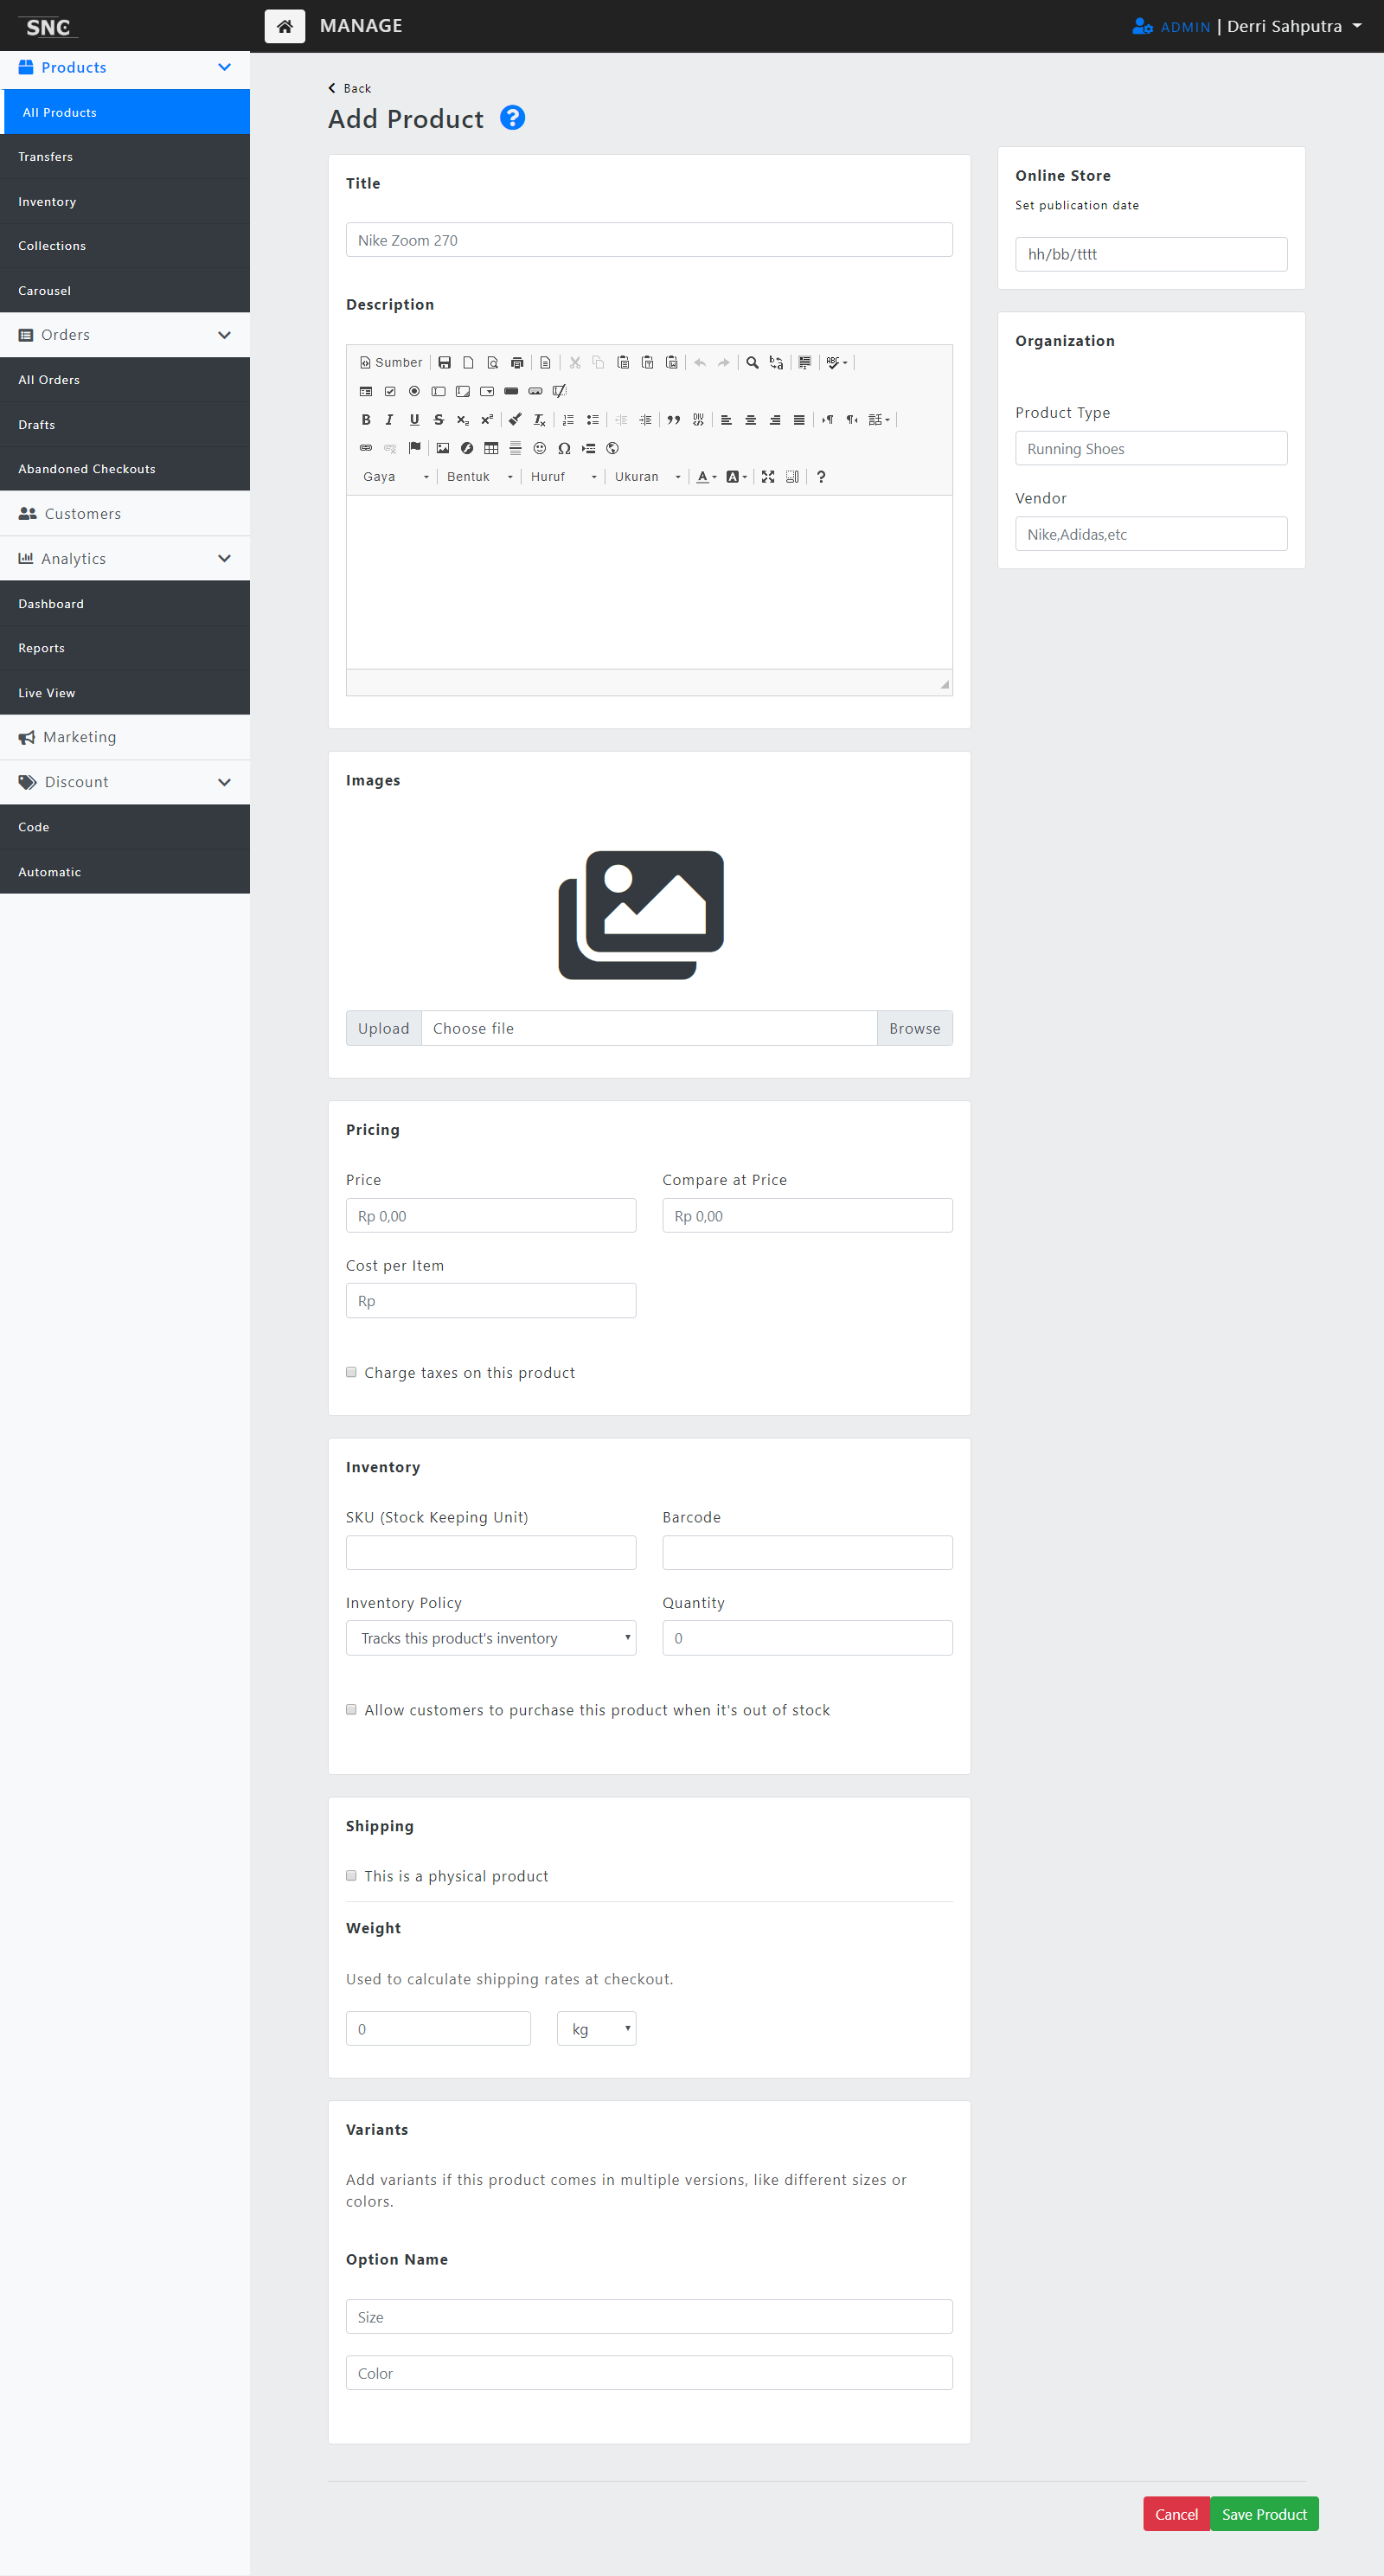 SNC
MANAGE
ADMIN | Derri Sahputra
Products
All Products
Transfers
Inventory
Collections
Carousel
Orders
All Orders
Drafts
Abandoned Checkouts
Customers
Analytics
Dashboard
Reports
Live View
Marketing
Discount
Code
Automatic
Back
Add Product
Title
Nike Zoom 270
Description
Sumber
Gaya Bentuk Huruf Ukuran
Images
Upload Choose file Browse
Pricing
Price Compare at Price
Rp 0,00 Rp 0,00
Cost per Item
Rp
Charge taxes on this product
Inventory
SKU (Stock Keeping Unit) Barcode
Inventory Policy Quantity
Tracks this product's inventory 0
Allow customers to purchase this product when it's out of stock
Shipping
This is a physical product
Weight
Used to calculate shipping rates at checkout.
0 kg
Variants
Add variants if this product comes in multiple versions, like different sizes or
colors.
Option Name
Size
Color
Online Store
Set publication date
hh/bb/tttt
Organization
Product Type
Running Shoes
Vendor
Nike,Adidas,etc
Cancel Save Product